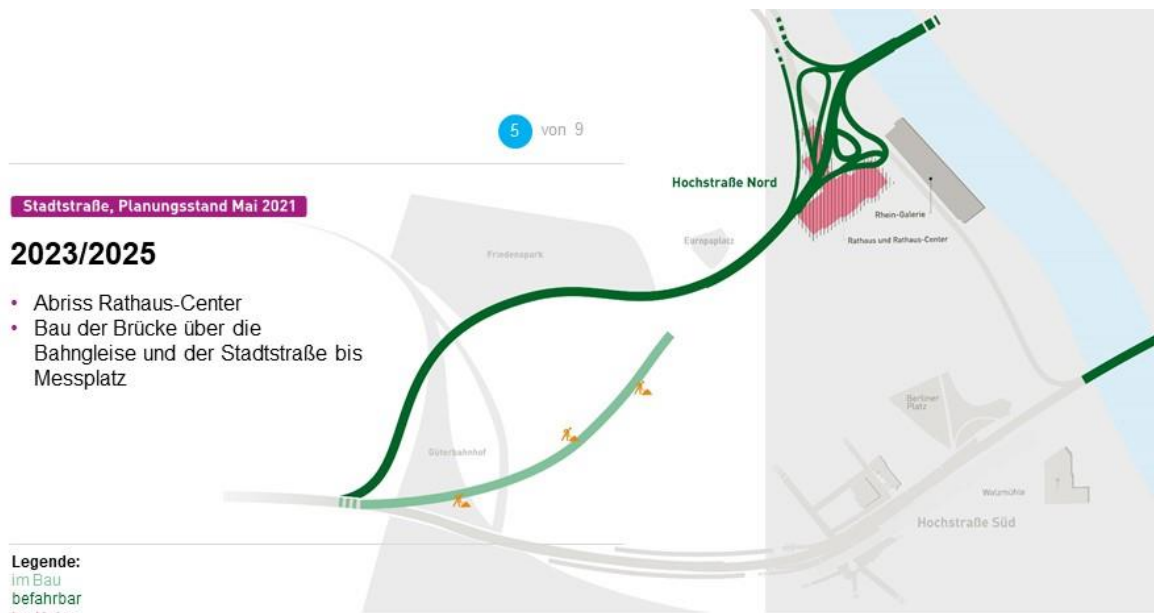 5 von 9
Stadtstraße, Planungsstand Mai 2021
2023/2025
• Abriss Rathaus-Center
• Bau der Brücke über die
Bahngleise und der Stadtstraße bis
Messplatz
Hochstraße Nord
Rhein-Galerie
Rathaus und Rathaus-Center
Europaplatz
Friedenspark
Berliner
Platz
Güterbahnhof
Walzmühle
Hochstraße Süd
Legende:
im Bau
befahrbar